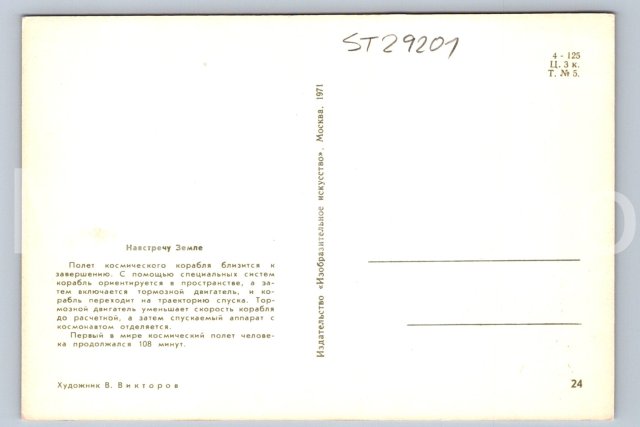 ST29201
4 - 125
Ц. 3 к.
Т. № 5.
Навстречу Земле
Полет космического корабля близится к
завершению. С помощью специальных систем
корабль ориентируется в пространстве, а за-
тем включается тормозной двигатель, и ко-
рабль переходит на траекторию спуска. Тор-
мозной двигатель уменьшает скорость корабля
до расчетной, а затем спускаемый аппарат с
космонавтом отделяется.
Первый в мире космический полет челове-
ка продолжался 108 минут.
Художник В. Викторов
Издательство «Изобразительное искусство». Москва. 1971
24